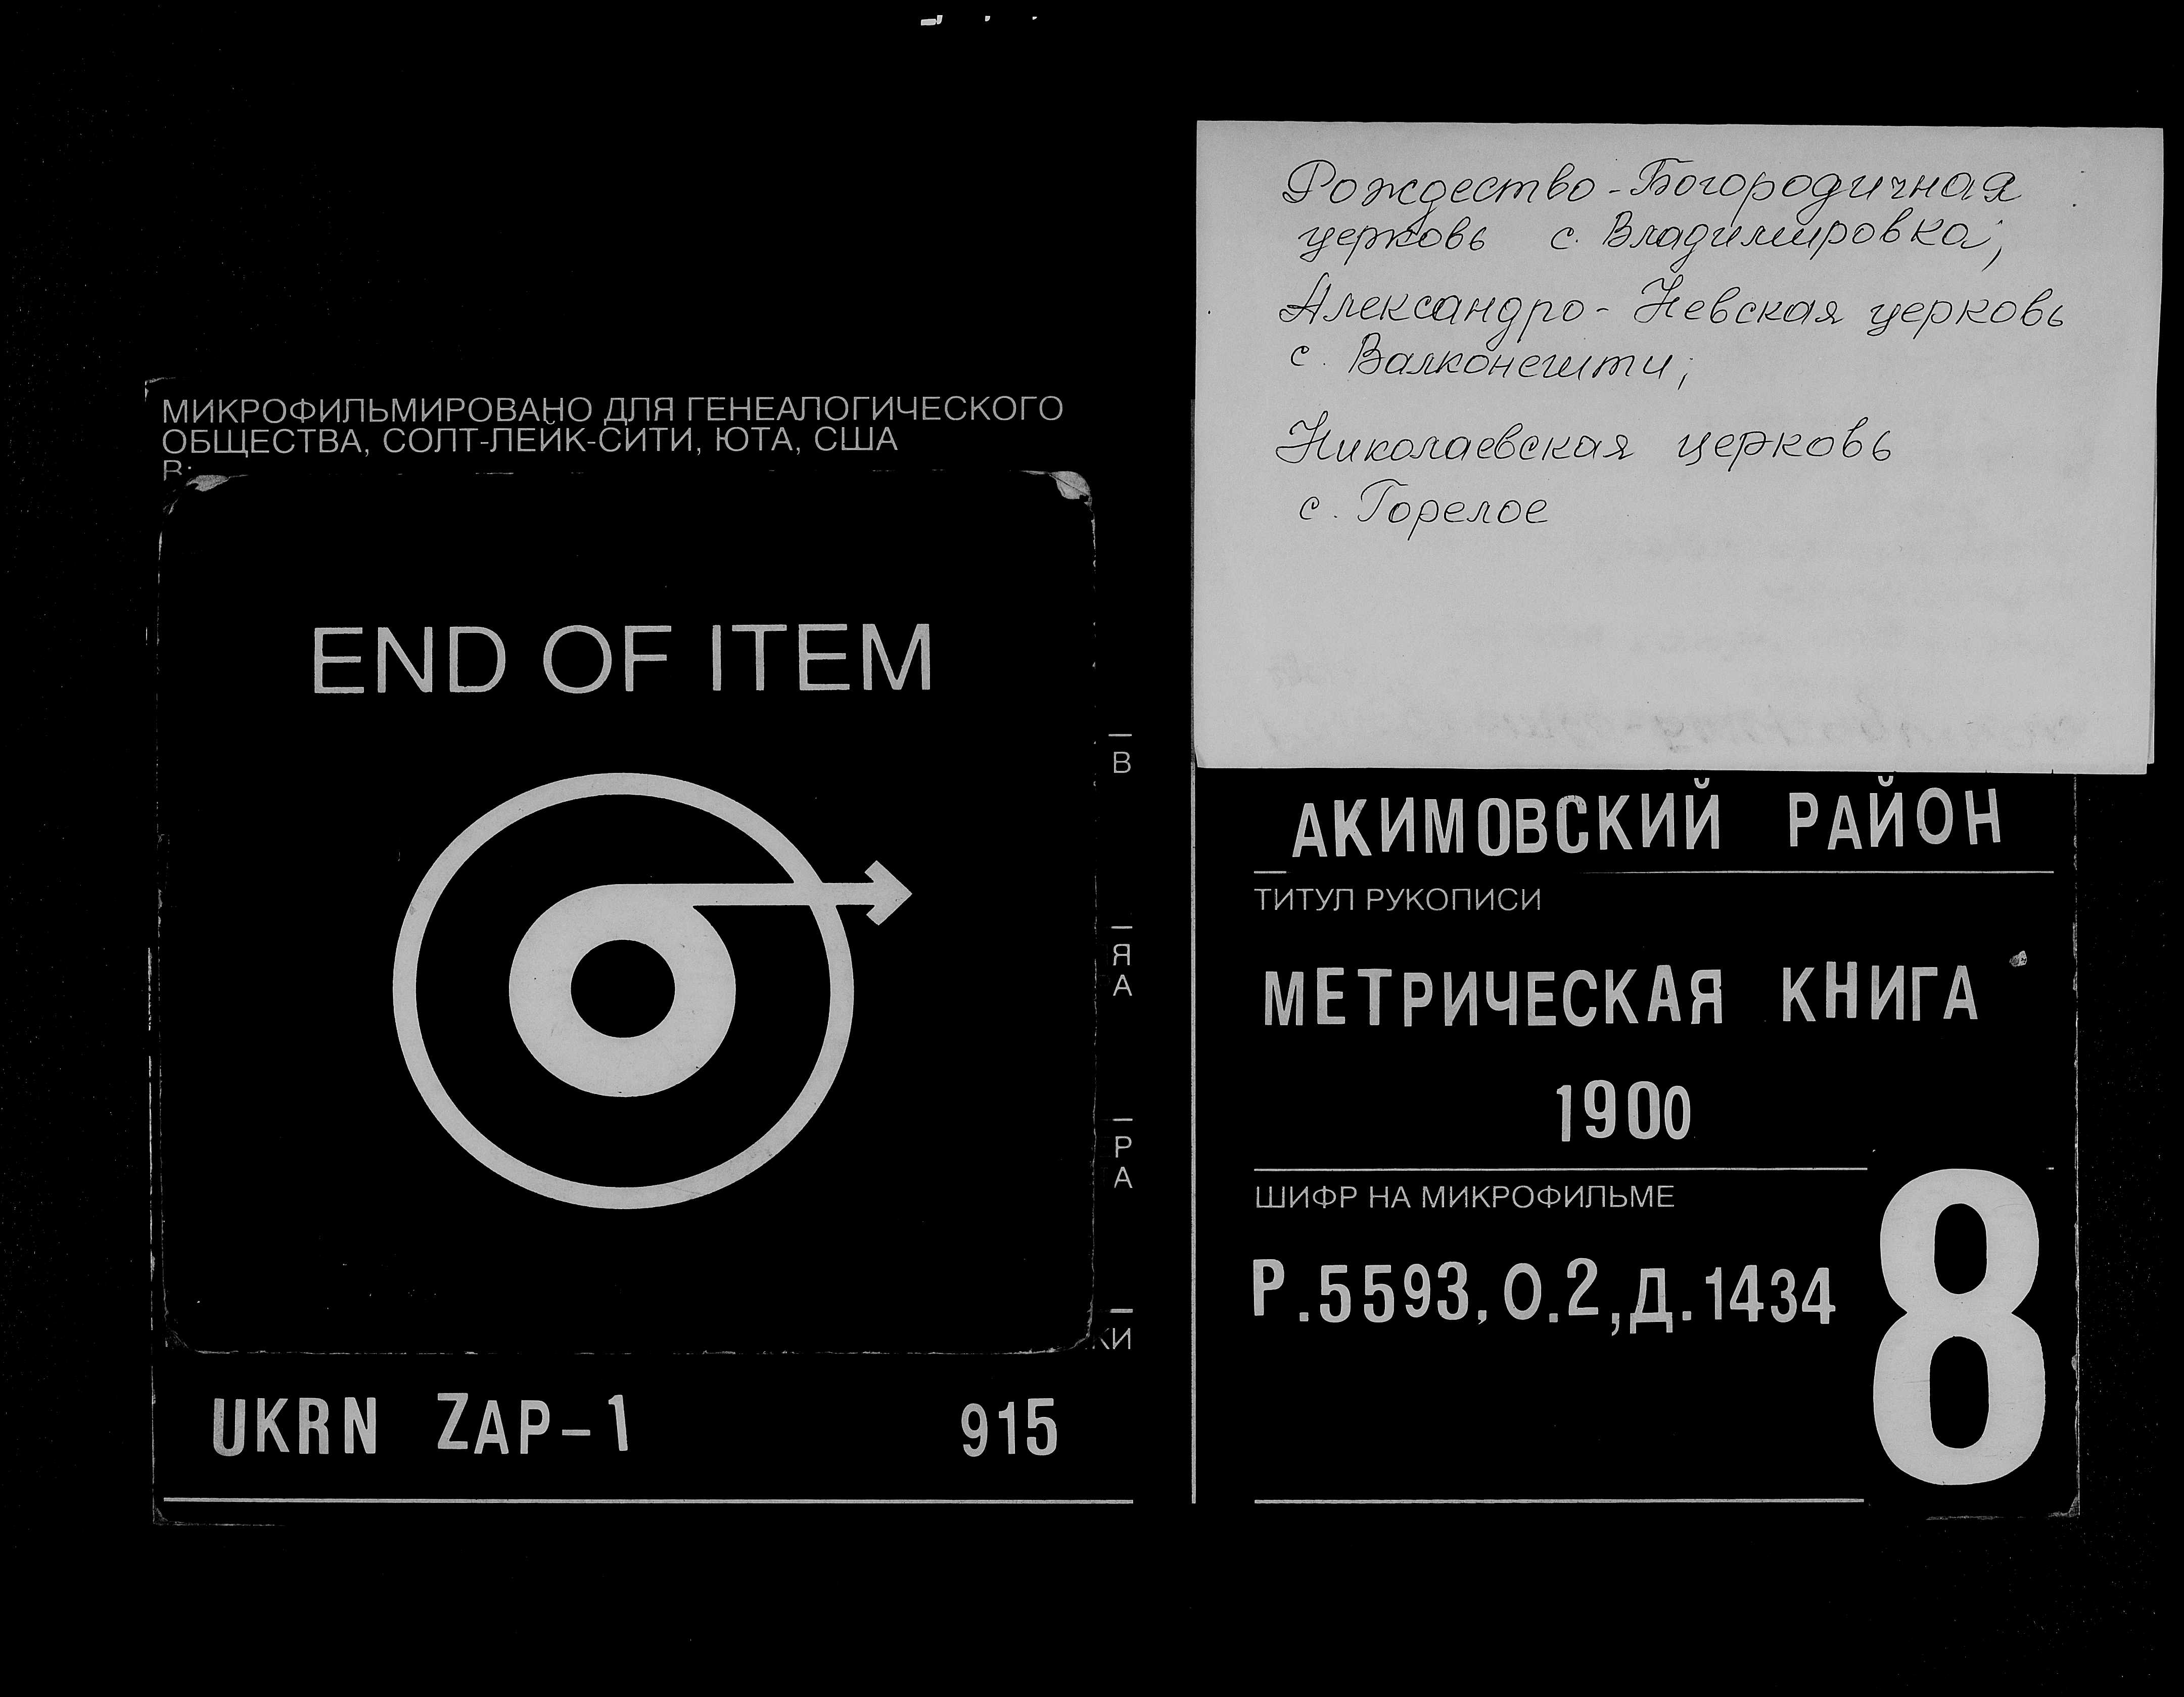 МИКРОФИЛЬМИРОВАНО ДЛЯ ГЕНЕАЛОГИЧЕСКОГО
ОБЩЕСТВА, СОЛТ-ЛЕЙК-СИТИ, ЮТА, США
В:
END OF ITEM
В
Я
А
РА
А
КИ
UKRN ZAP-1 915
Рождество-Богородичная
церковь с. Владимировка;
Александро-Невская церковь
с. Валконешти;
Николаевская церковь
с. Горелое
АКИМОВСКИЙ РАЙОН
ТИТУЛ РУКОПИСИ
МЕТРИЧЕСКАЯ КНИГА
1900
ШИФР НА МИКРОФИЛЬМЕ
Р.5593, О.2, Д.1434
8